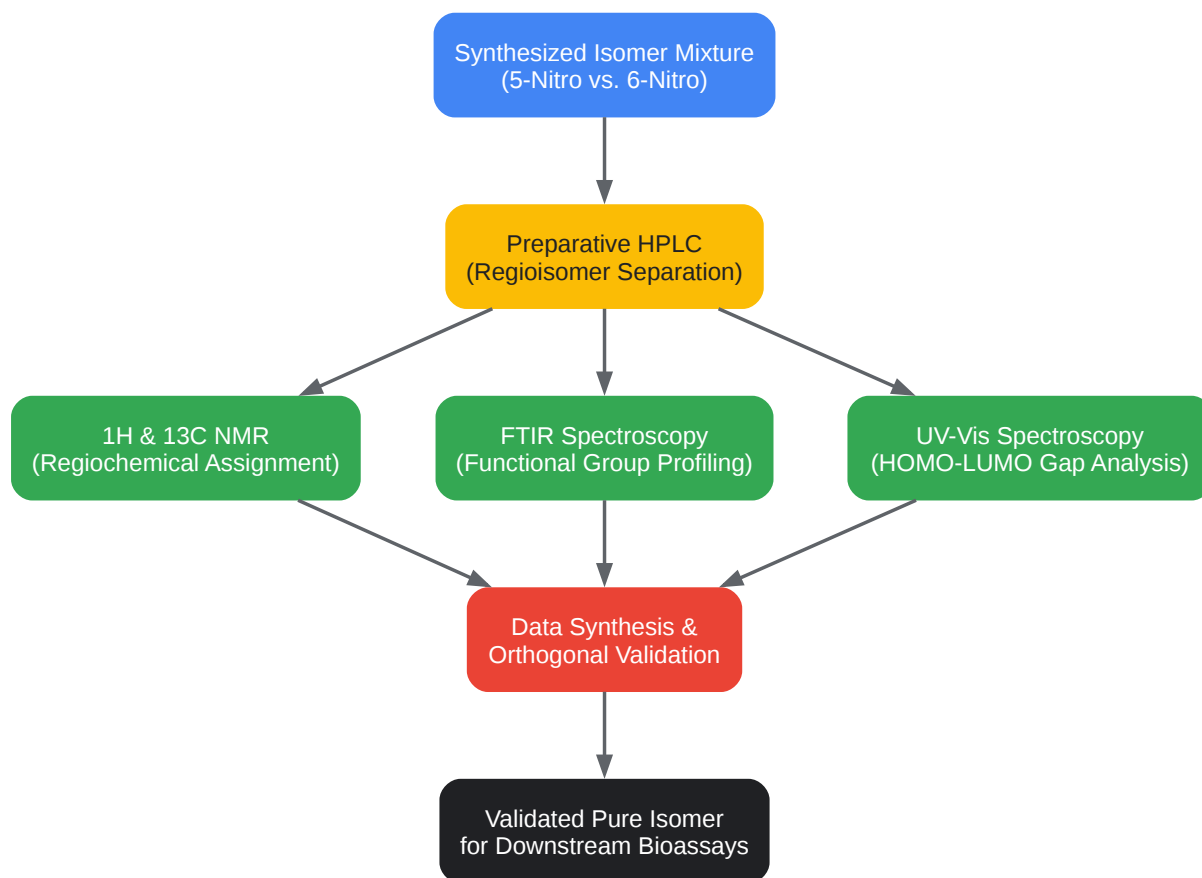 Synthesized Isomer Mixture
(5-Nitro vs. 6-Nitro)
Preparative HPLC
(Regioisomer Separation)
1H & 13C NMR
(Regiochemical Assignment)
FTIR Spectroscopy
(Functional Group Profiling)
UV-Vis Spectroscopy
(HOMO-LUMO Gap Analysis)
Data Synthesis &
Orthogonal Validation
Validated Pure Isomer
for Downstream Bioassays